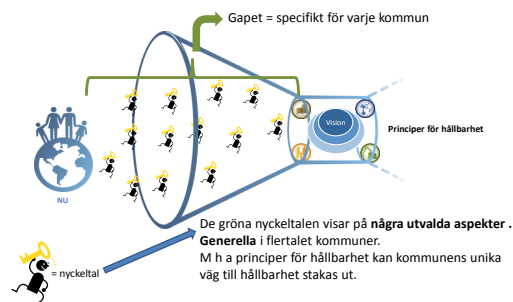 Gapet = specifikt för varje kommun
Vision
Principer för hållbarhet
NU
De gröna nyckeltalen visar på några utvalda aspekter .
Generella i flertalet kommuner.
M h a principer för hållbarhet kan kommunens unika
väg till hållbarhet stakas ut.
= nyckeltal